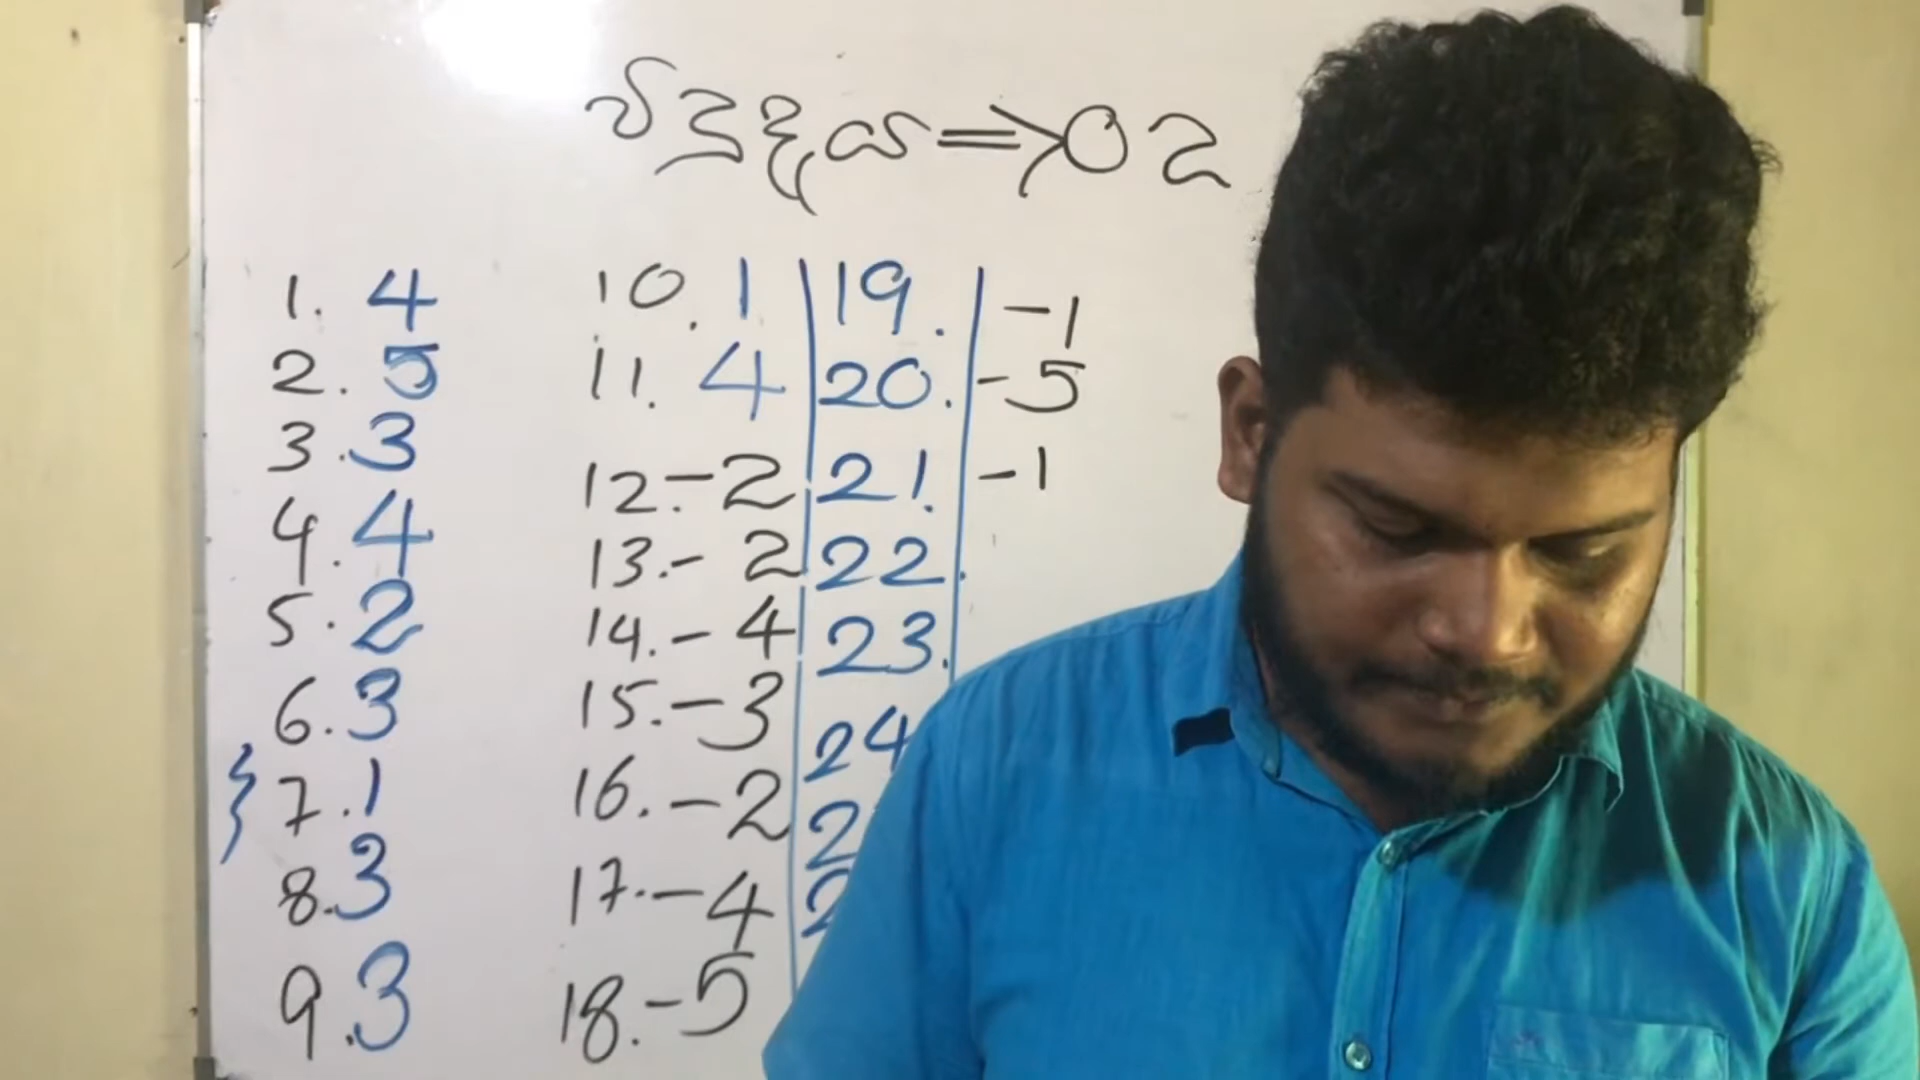 1. 4
2. 5
3. 3
4. 4
5. 2
6. 3
7. 1
8. 3
9. 3
10. 1
11. 4
12. - 2
13. - 2
14. - 4
15. - 3
16. - 2
17. - 4
18. - 5
19. - 1
20. - 5
21. - 1
22.
23.
24